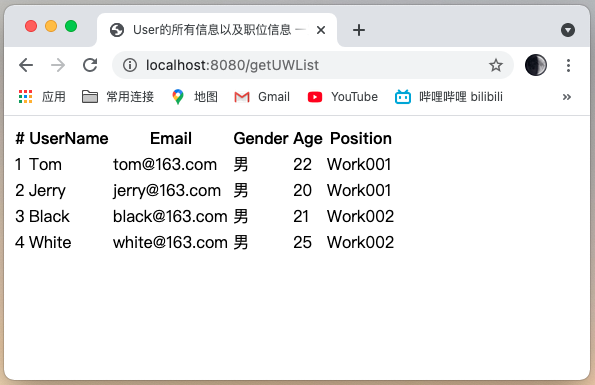 User的所有信息以及职位信息 一
localhost:8080/getUWList
应用 常用连接 地图 Gmail YouTube 哔哩哔哩 bilibili »
# UserName Email Gender Age Position
1 Tom tom@163.com 男 22 Work001
2 Jerry jerry@163.com 男 20 Work001
3 Black black@163.com 男 21 Work002
4 White white@163.com 男 25 Work002